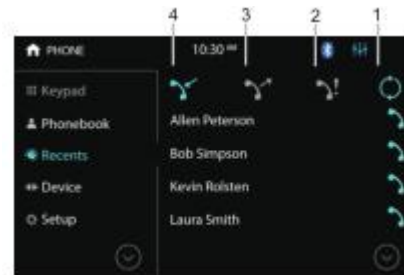 4 3 2 1
PHONE 10:30 AM
Keypad
Phonebook
Recents
Device
Setup
Allen Peterson
Bob Simpson
Kevin Rolsten
Laura Smith